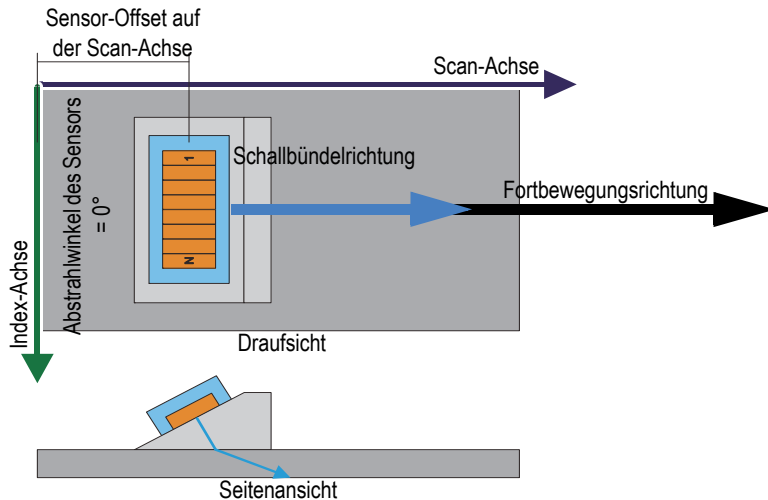 Sensor-Offset auf
der Scan-Achse
Scan-Achse
Abstrahlwinkel des Sensors
= 0°
1
Schallbündelrichtung
Fortbewegungsrichtung
N
Index-Achse
Draufsicht
Seitenansicht